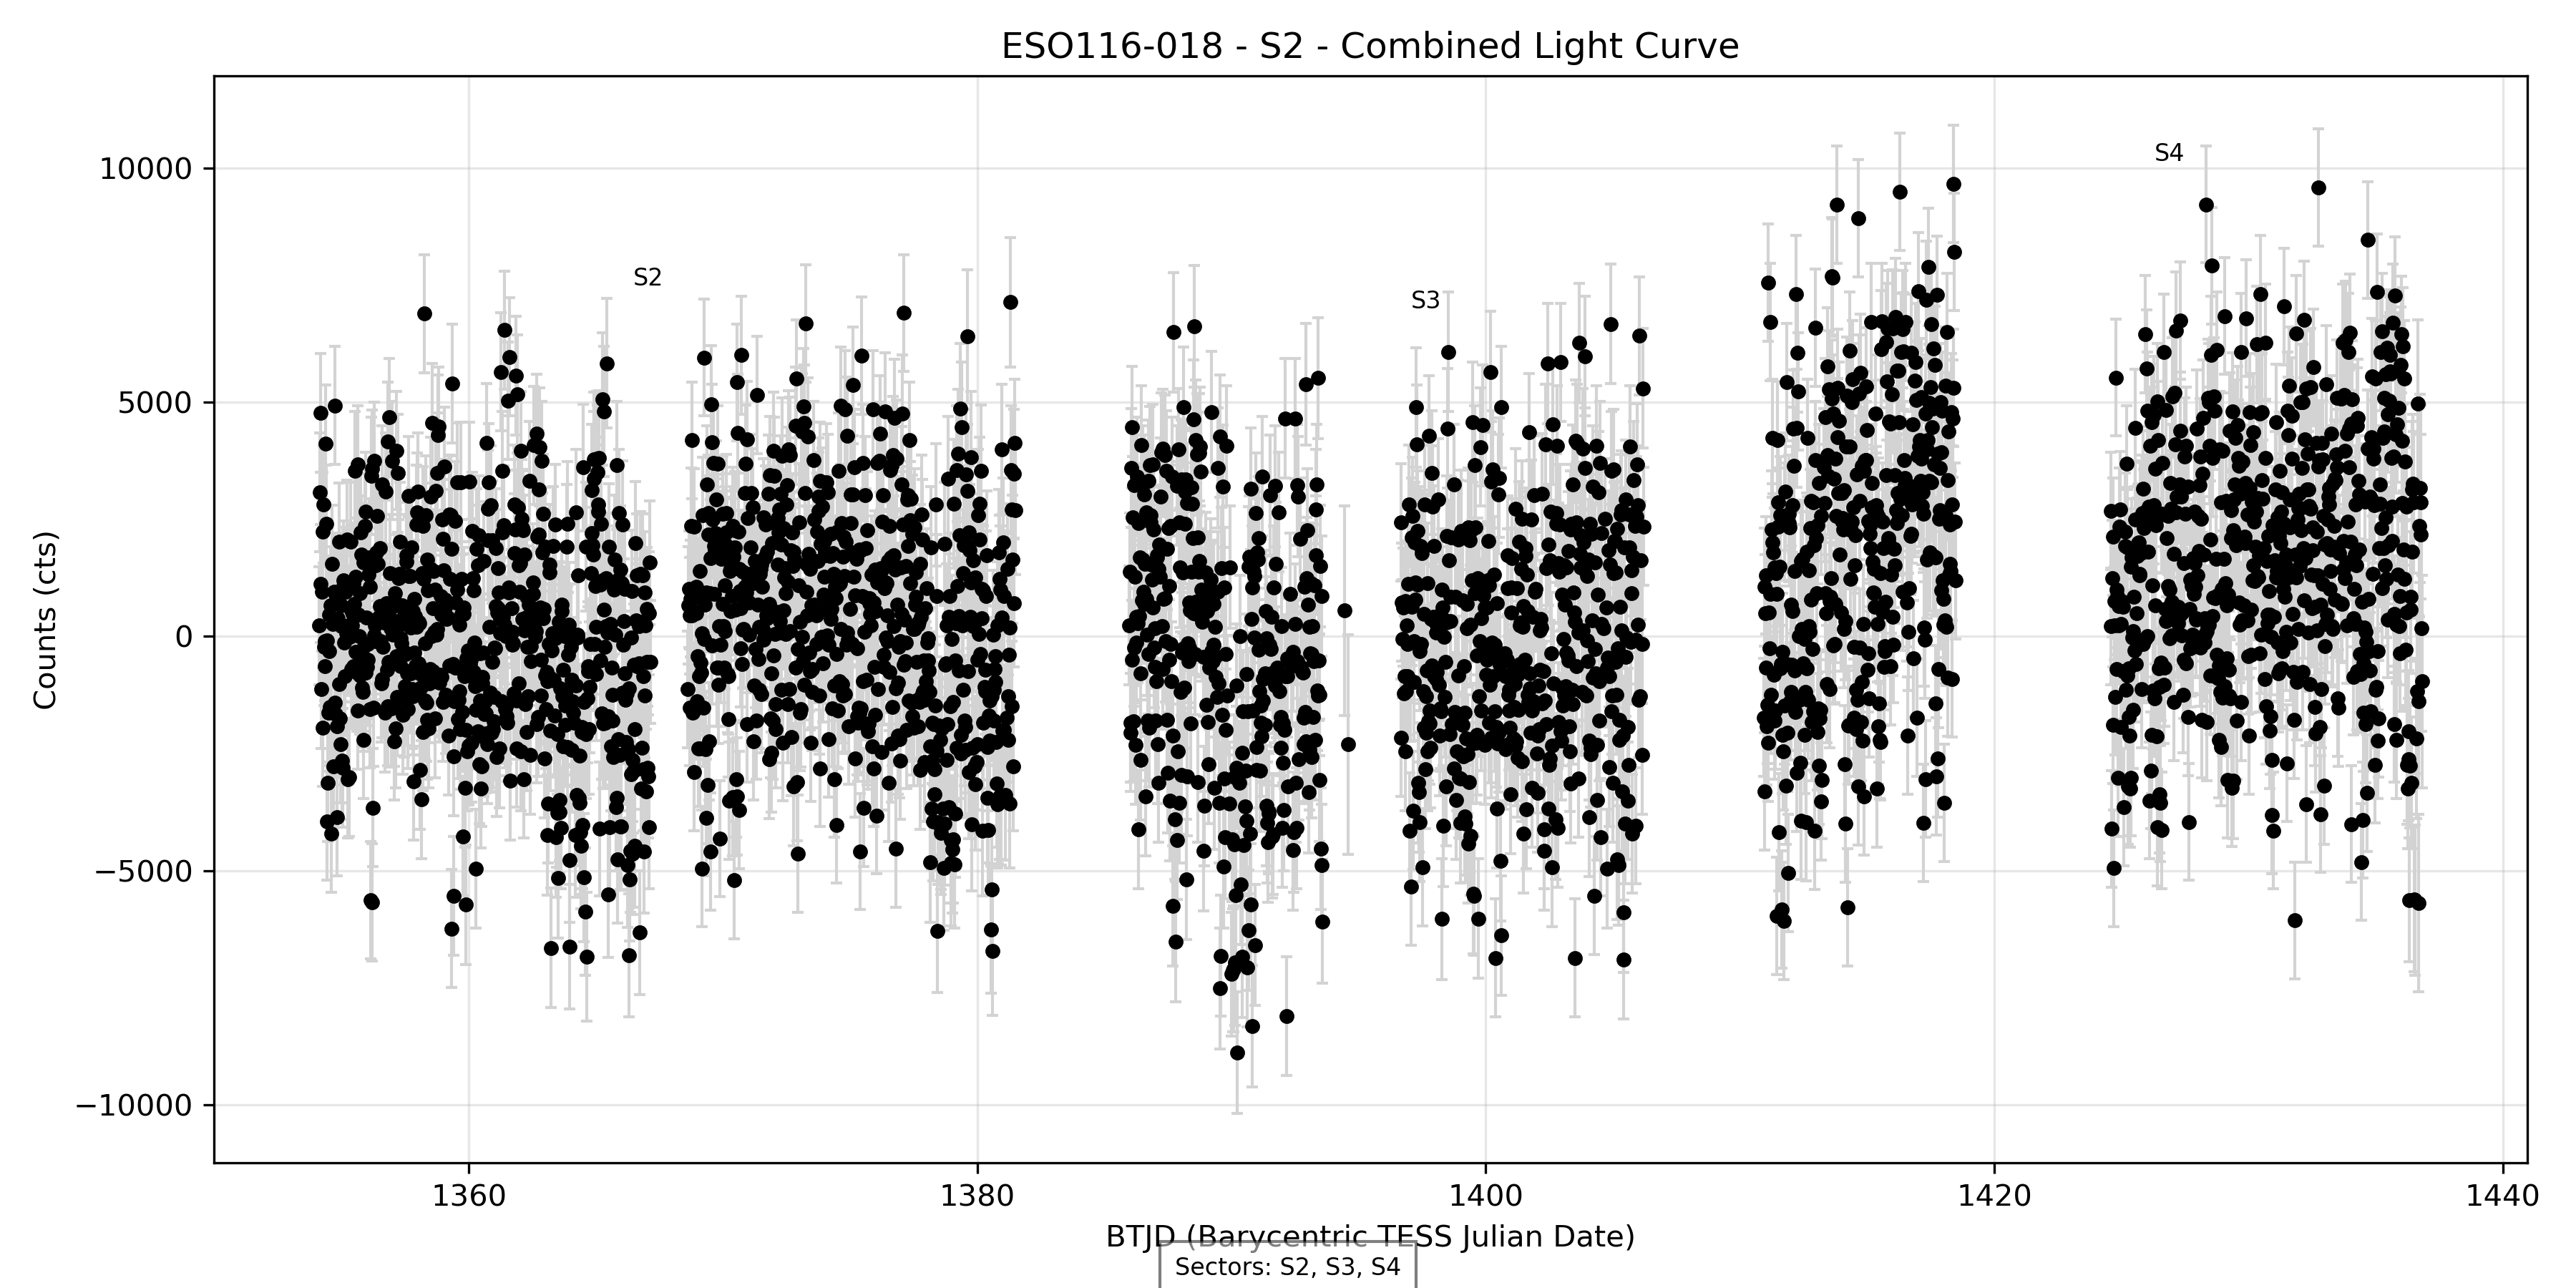 ESO116-018 - S2 - Combined Light Curve
Counts (cts)
10000
5000
0
−5000
−10000
S2
S3
S4
1360
1380
1400
1420
1440
BTJD (Barycentric TESS Julian Date)
Sectors: S2, S3, S4